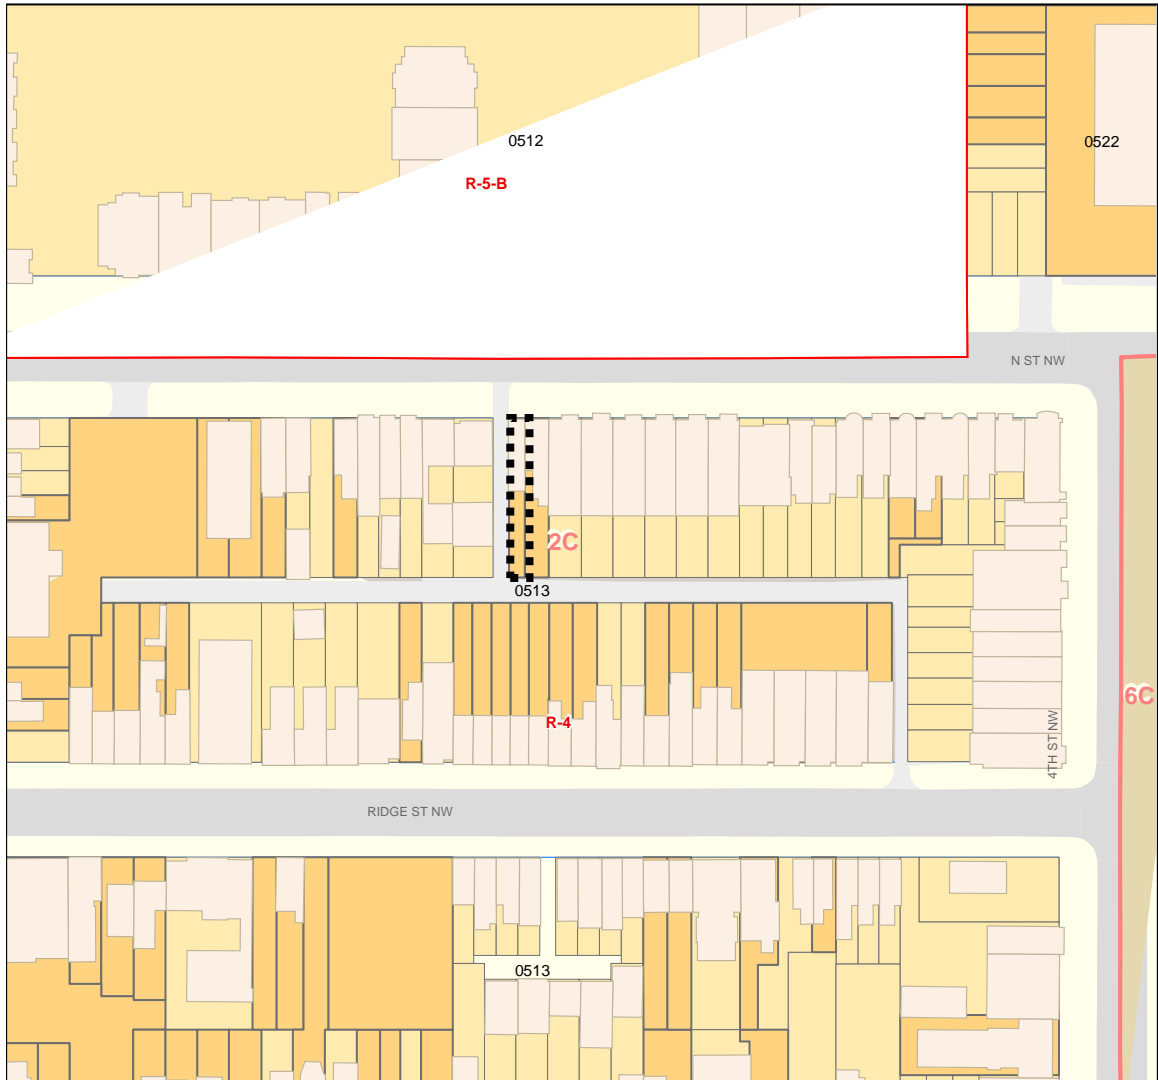 0512
0522
R-5-B
N ST NW
2C
0513
6C
R-4
4TH ST NW
RIDGE ST NW
0513